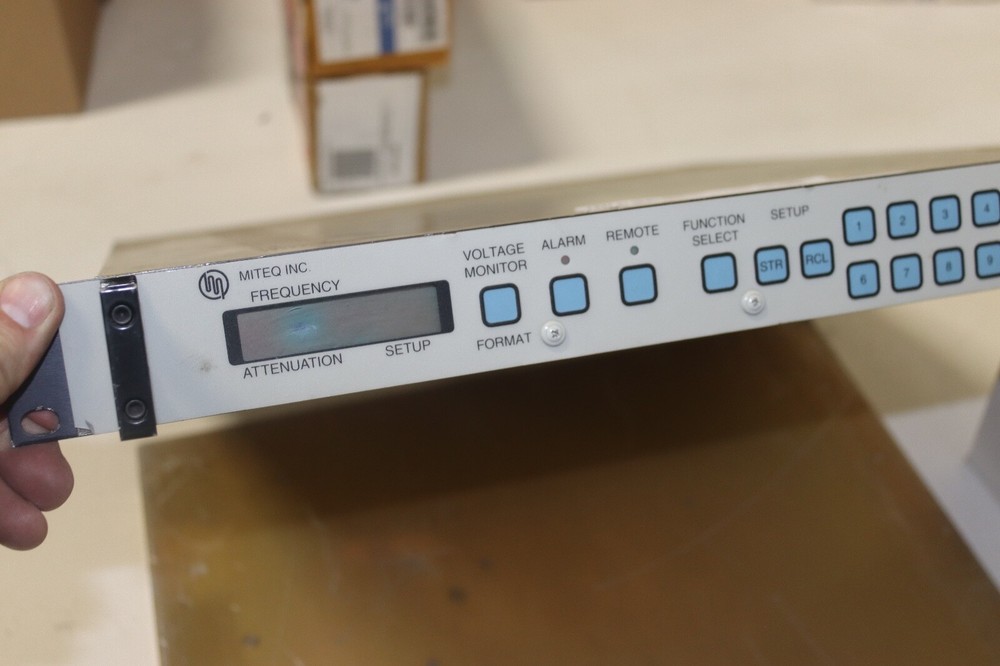 MITEQ INC.
FREQUENCY
ATTENUATION
SETUP
VOLTAGE
MONITOR
FORMAT
ALARM
REMOTE
FUNCTION
SELECT
SETUP
STR RCL
1 2 3 4
6 7 8 9